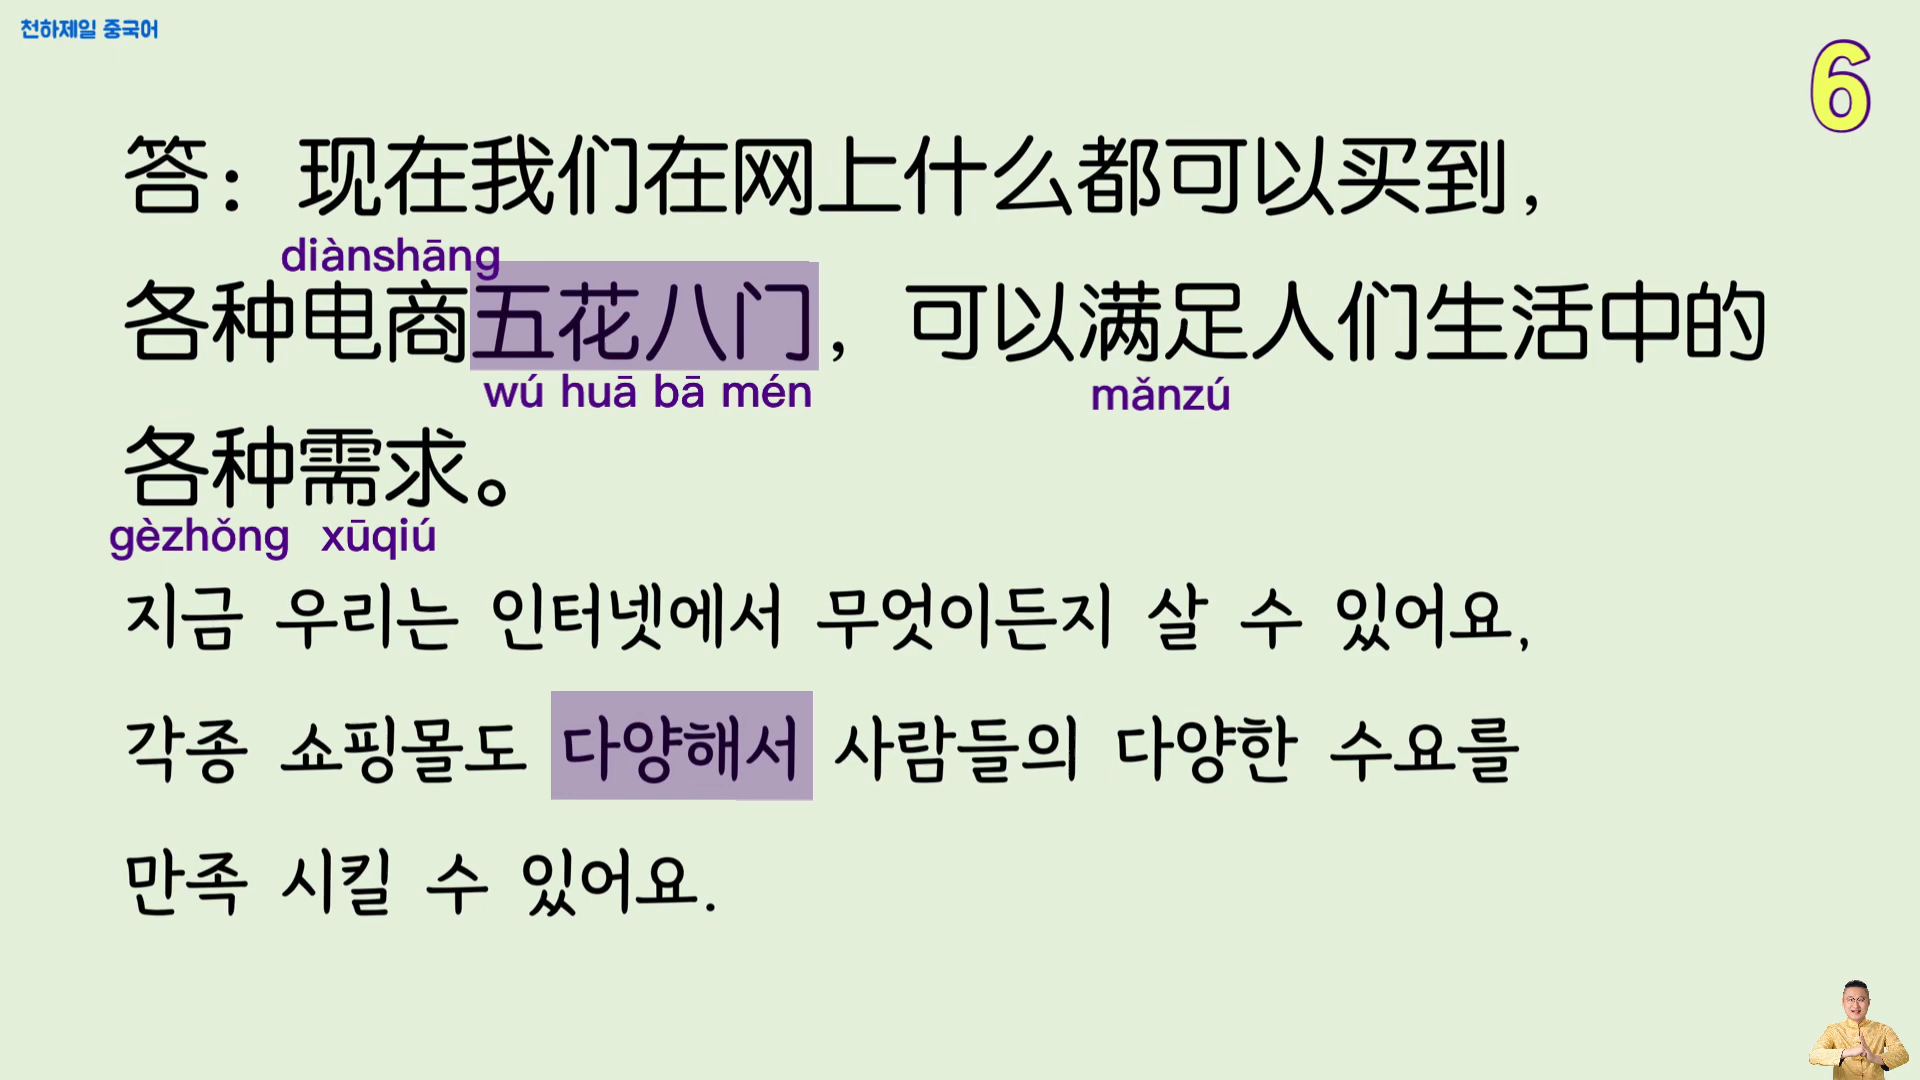 천하제일 중국어
6
答：现在我们在网上什么都可以买到，
diànshāng
各种电商五花八门，可以满足人们生活中的
wú huā bā mén mǎnzú
各种需求。
gèzhǒng xūqiú
지금 우리는 인터넷에서 무엇이든지 살 수 있어요,
각종 쇼핑몰도 다양해서 사람들의 다양한 수요를
만족 시킬 수 있어요.